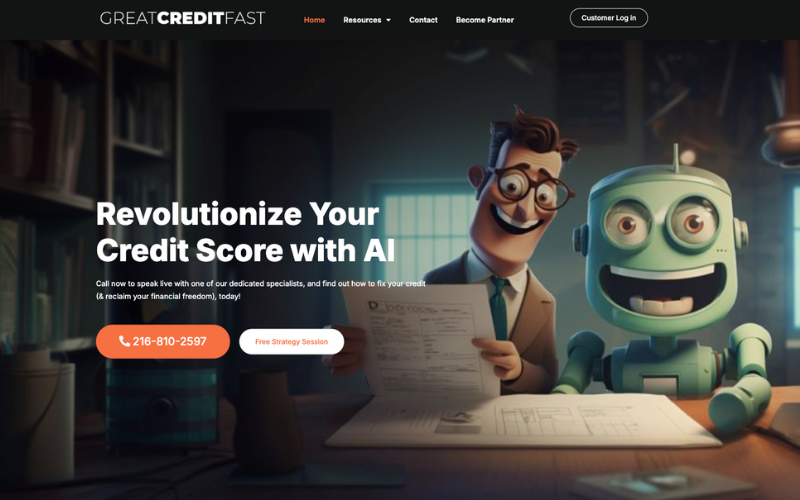 GREATCREDITFAST
Home
Resources
Contact
Become Partner
Customer Log In
Revolutionize Your
Credit Score with AI
Call now to speak live with one of our dedicated specialists, and find out how to fix your credit
(& reclaim your financial freedom), today!
216-810-2597
Free Strategy Session